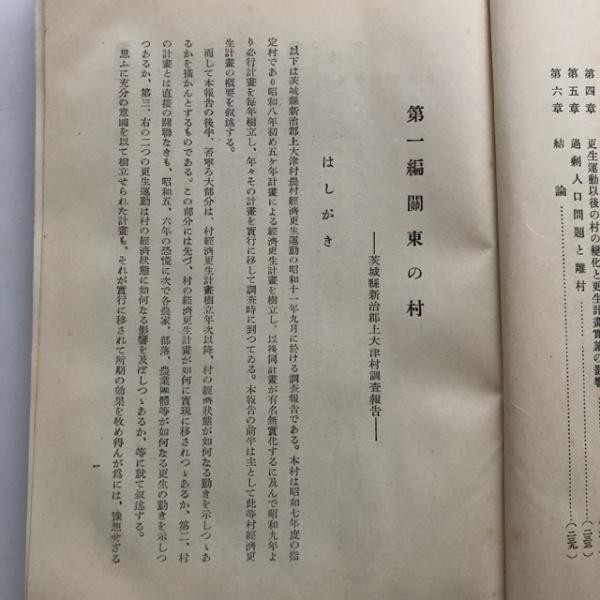 第四章　更生運動以後の村の變化と更生計畫實施の影響
第五章　過剩人口問題と離村……………(二三五)
第六章　結論……………(二三九)
第一編　關東の村
――茨城縣新治郡上大津村調査報告――
はしがき
以下は茨城縣新治郡上大津村農村經濟更生運動の昭和十一年九月に於ける調査報告である。本村は昭和七年度の指
定村であり昭和八年初め五ヶ年計畫による經濟更生計畫を樹立し、以後同計畫が有名無實化するに及んで昭和九年よ
り必行計畫を毎年樹立し、年々その計畫を實行に移して調査時に到つてゐる。本報告の前半は主として此等村經濟更
生計畫の概要を叙述する。
而して本報告の後半、否寧ろ大部分は、村經濟更生計畫樹立年次以降、村の經濟狀態が如何なる動きを示しつゝあ
るかを描かんとするものである。この部分には先づ、村の經濟更生計畫が如何に實現に移されつゝあるか、第二、村
の計畫とは直接の關聯なきも、昭和五、六年の恐慌に次で各農家、部落、農業團體等が如何なる更生の動きを示しつ
つあるか、第三、右の二つの更生運動は村の經濟狀態に如何なる影響を及ぼしつゝあるか、等に就て叙述する。
思ふに充分の意圖を以て樹立せられた計畫も、それが實行に移されて所期の効果を收め得んが爲には、豫想せざる
一